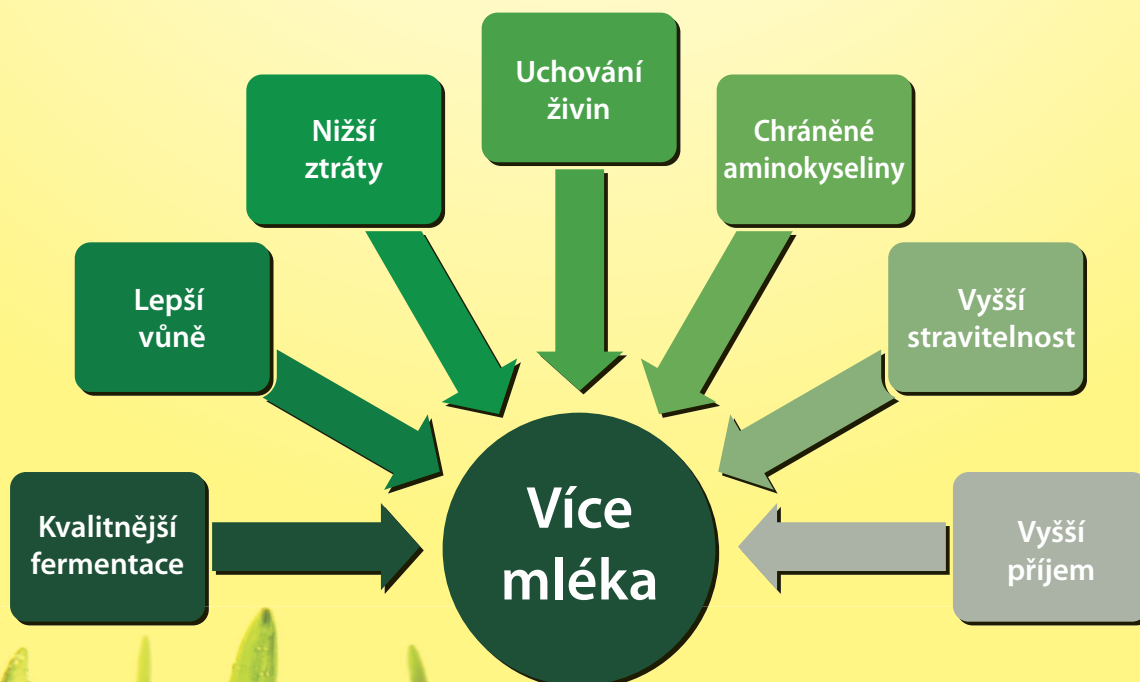 Uchování
živin
Nižší
ztráty
Chráněné
aminokyseliny
Lepší
vůně
Vyšší
stravitelnost
Kvalitnější
fermentace
Více
mléka
Vyšší
příjem